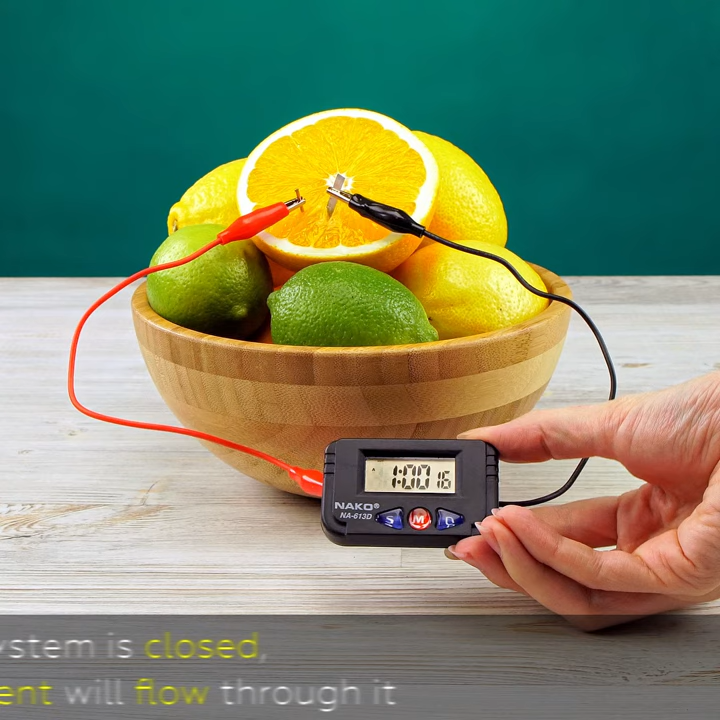 1:00 16
NAKO®
NA-613D
S M
ystem is closed,
ent will flow through it